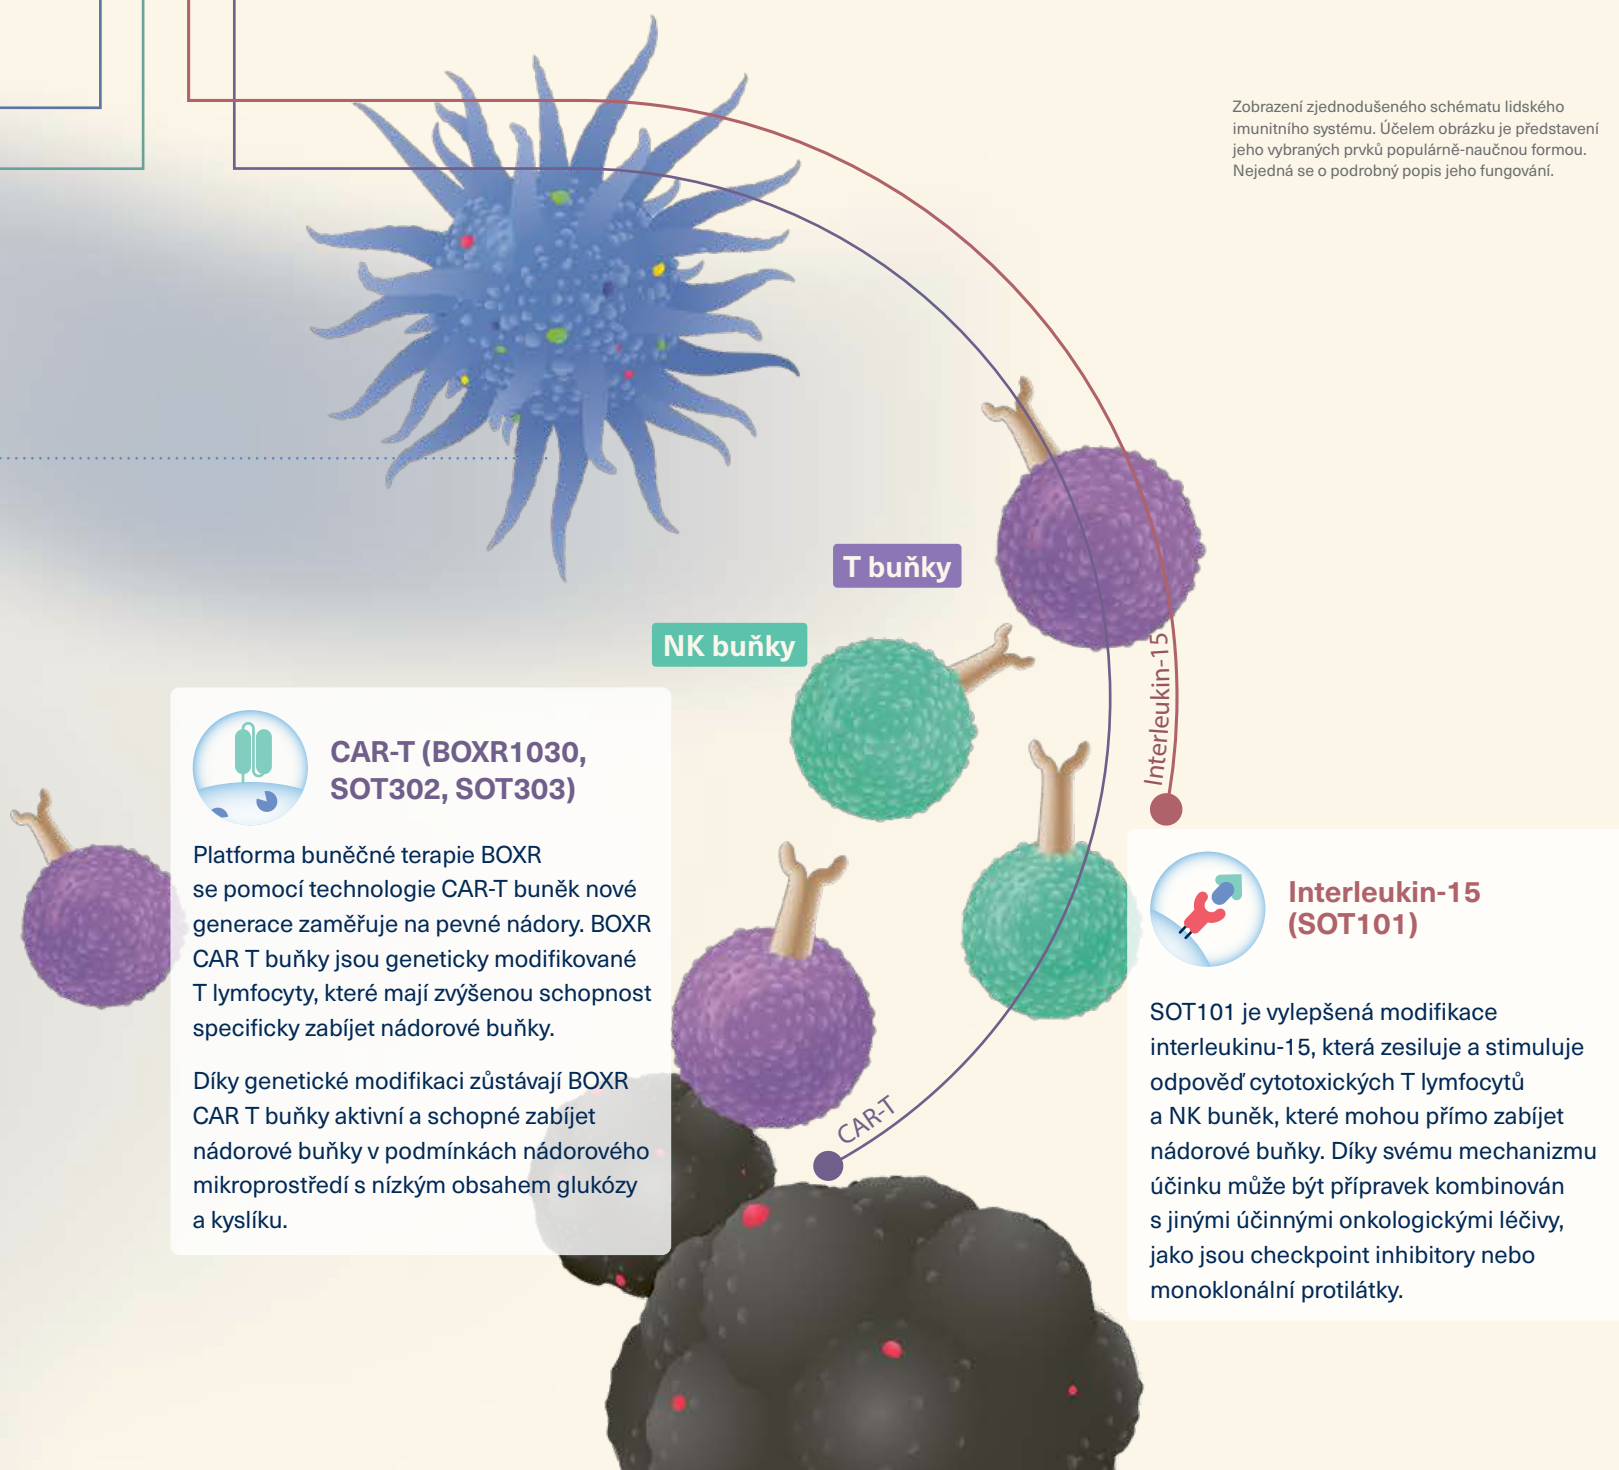 Zobrazení zjednodušeného schématu lidského
imunitního systému. Účelem obrázku je představení
jeho vybraných prvků populárně-naučnou formou.
Nejedná se o podrobný popis jeho fungování.
T buňky
NK buňky
Interleukin-15
CAR-T (BOXR1030,
SOT302, SOT303)
Platforma buněčné terapie BOXR
se pomocí technologie CAR-T buněk nové
generace zaměřuje na pevné nádory. BOXR
CAR T buňky jsou geneticky modifikované
T lymfocyty, které mají zvýšenou schopnost
specificky zabíjet nádorové buňky.
Díky genetické modifikaci zůstávají BOXR
CAR T buňky aktivní a schopné zabíjet
nádorové buňky v podmínkách nádorového
mikroprostředí s nízkým obsahem glukózy
a kyslíku.
CAR-T
Interleukin-15
(SOT101)
SOT101 je vylepšená modifikace
interleukinu-15, která zesiluje a stimuluje
odpověď cytotoxických T lymfocytů
a NK buněk, které mohou přímo zabíjet
nádorové buňky. Díky svému mechanizmu
účinku může být přípravek kombinován
s jinými účinnými onkologickými léčivy,
jako jsou checkpoint inhibitory nebo
monoklonální protilátky.